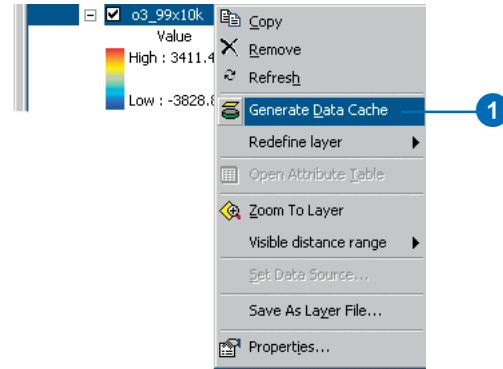 o3_99x10k
Value
High : 3411.4
Low : -3828.8
Copy
Remove
Refresh
Generate Data Cache
1
Redefine layer
Open Attribute Table
Zoom To Layer
Visible distance range
Set Data Source...
Save As Layer File...
Properties...